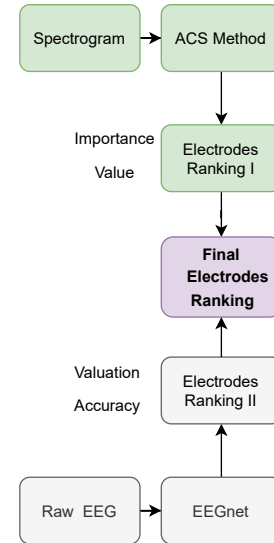 Spectrogram
ACS Method
Importance
Value
Electrodes
Ranking I
Final
Electrodes
Ranking
Valuation
Accuracy
Electrodes
Ranking II
Raw EEG
EEGnet